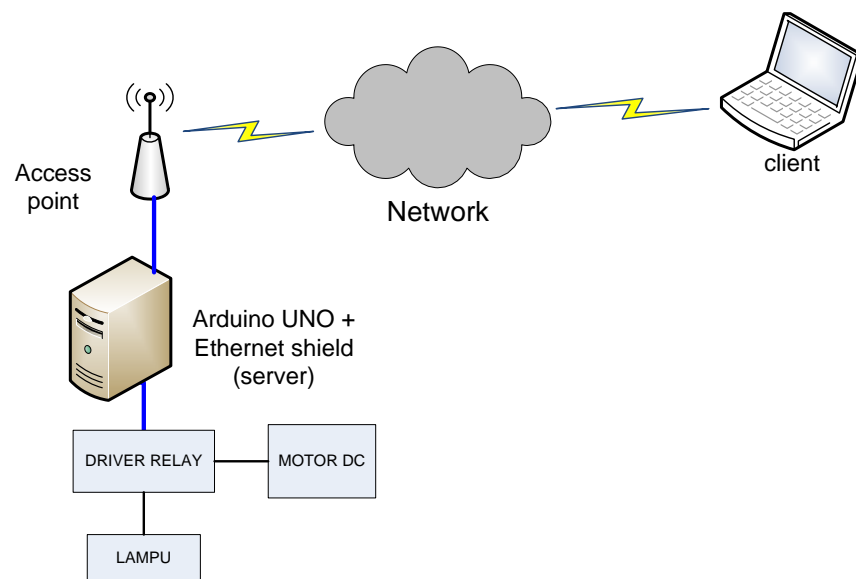 Access
point
Network
client
Arduino UNO +
Ethernet shield
(server)
DRIVER RELAY
MOTOR DC
LAMPU